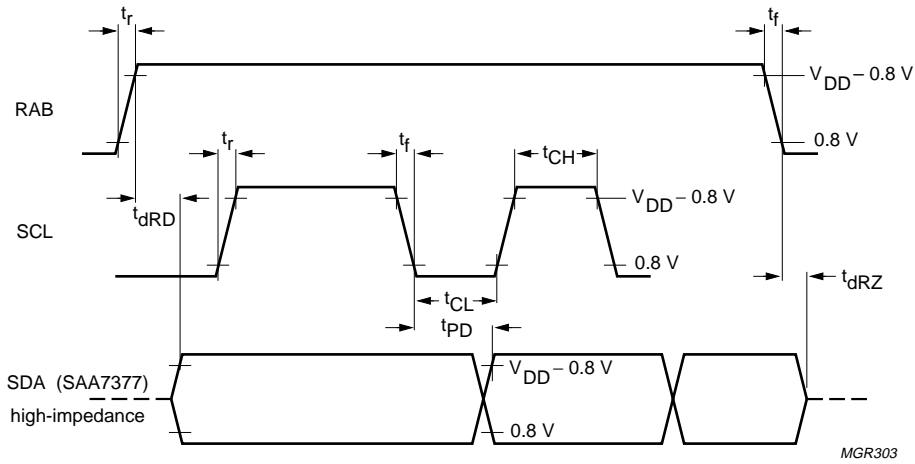 tr
tf
VDD – 0.8 V
RAB
0.8 V
tr
tf
tCH
VDD – 0.8 V
tdRD
SCL
0.8 V
tdRZ
tCL
tPD
SDA (SAA7377)
VDD – 0.8 V
high-impedance
0.8 V
MGR303